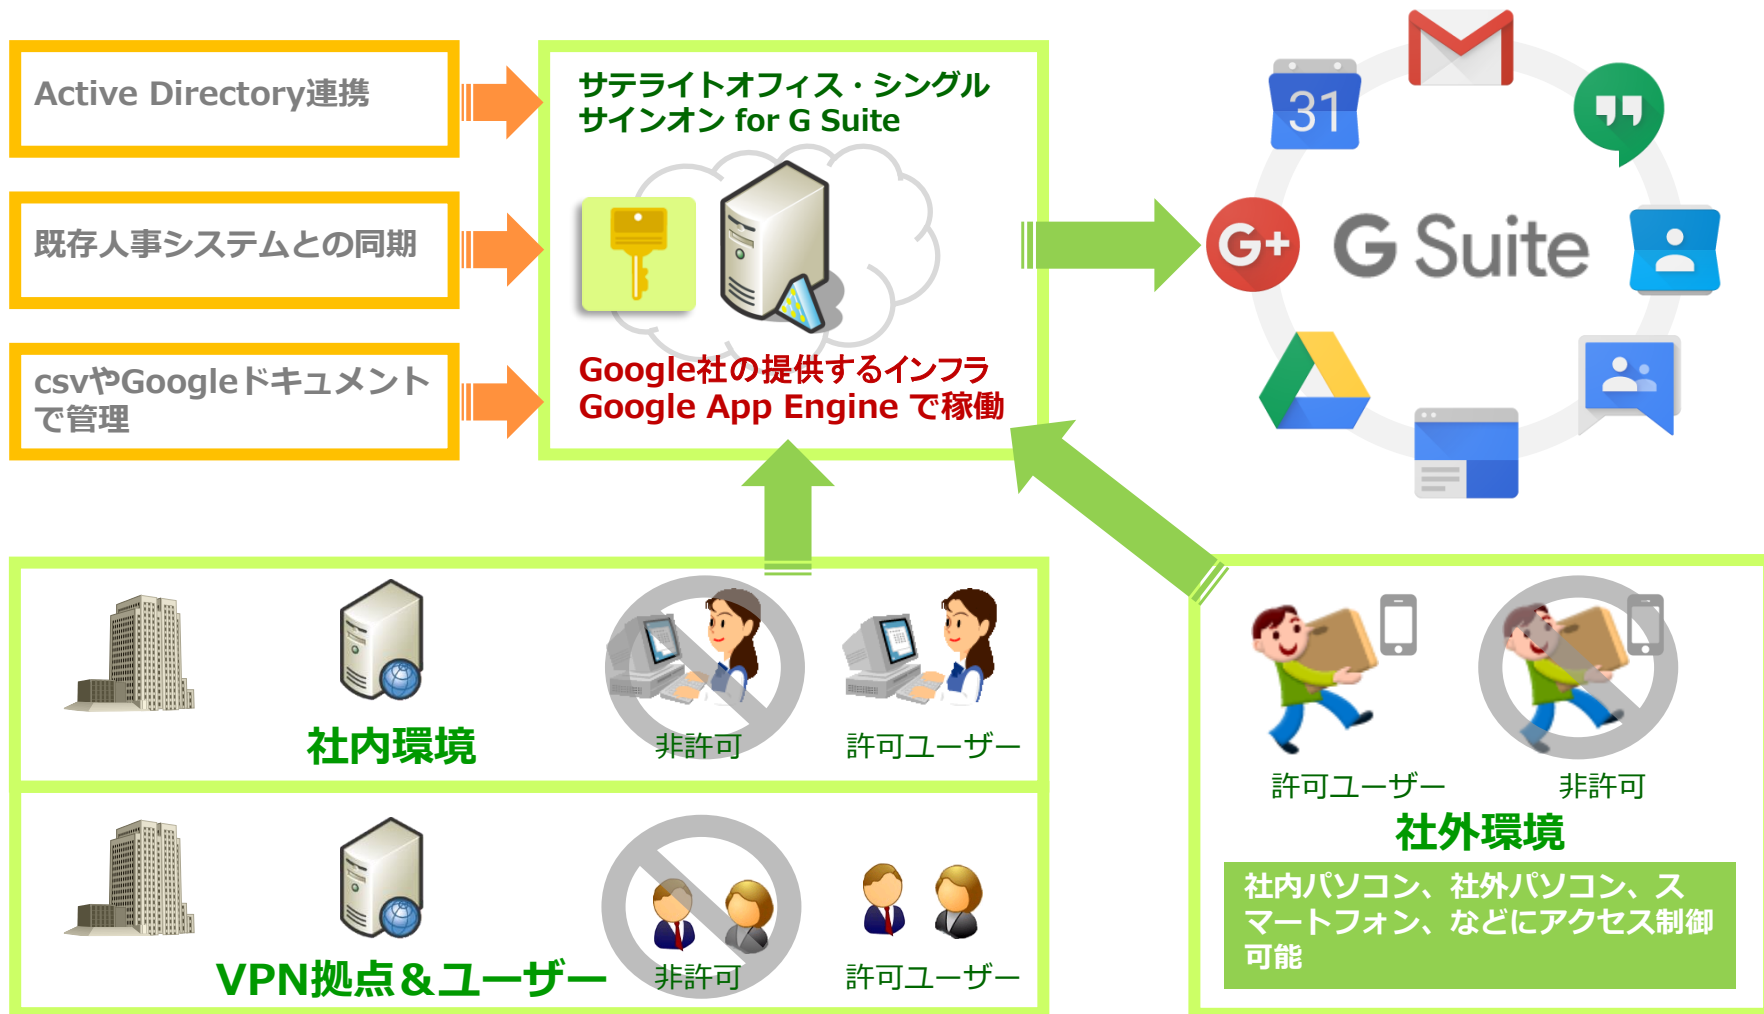 Active Directory連携
既存人事システムとの同期
csvやGoogleドキュメント
で管理
サテライトオフィス・シングル
サインオン for G Suite
Google社の提供するインフラ
Google App Engine で稼働
31
G+
G Suite
社内環境
非許可
許可ユーザー
VPN拠点＆ユーザー
非許可
許可ユーザー
許可ユーザー
非許可
社外環境
社内パソコン、社外パソコン、ス
マートフォン、などにアクセス制御
可能